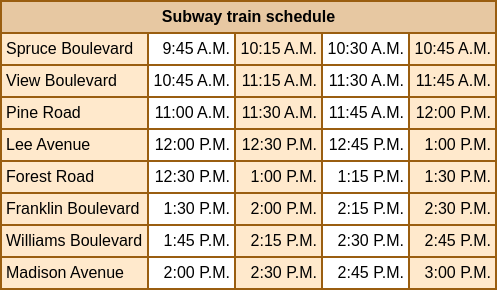 Subway train schedule
Spruce Boulevard 9:45 A.M. 10:15 A.M. 10:30 A.M. 10:45 A.M.
View Boulevard 10:45 A.M. 11:15 A.M. 11:30 A.M. 11:45 A.M.
Pine Road 11:00 A.M. 11:30 A.M. 11:45 A.M. 12:00 P.M.
Lee Avenue 12:00 P.M. 12:30 P.M. 12:45 P.M. 1:00 P.M.
Forest Road 12:30 P.M. 1:00 P.M. 1:15 P.M. 1:30 P.M.
Franklin Boulevard 1:30 P.M. 2:00 P.M. 2:15 P.M. 2:30 P.M.
Williams Boulevard 1:45 P.M. 2:15 P.M. 2:30 P.M. 2:45 P.M.
Madison Avenue 2:00 P.M. 2:30 P.M. 2:45 P.M. 3:00 P.M.